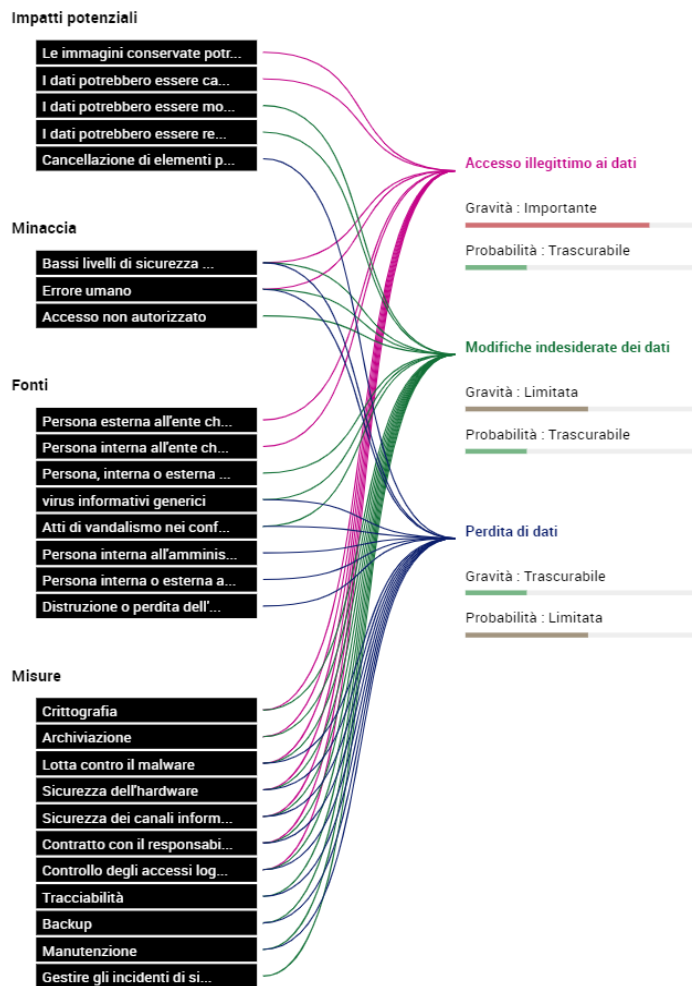 Impatti potenziali
Le immagini conservate potr...
I dati potrebbero essere ca...
I dati potrebbero essere mo...
I dati potrebbero essere re...
Cancellazione di elementi p...
Minaccia
Bassi livelli di sicurezza ...
Errore umano
Accesso non autorizzato
Fonti
Persona esterna all'ente ch...
Persona interna all'ente ch...
Persona, interna o esterna ...
virus informativi generici
Atti di vandalismo nei conf...
Persona interna all'amminis...
Persona interna o esterna a...
Distruzione o perdita dell'...
Misure
Crittografia
Archiviazione
Lotta contro il malware
Sicurezza dell'hardware
Sicurezza dei canali inform...
Contratto con il responsabi...
Controllo degli accessi log...
Tracciabilità
Backup
Manutenzione
Gestire gli incidenti di si...
Accesso illegittimo ai dati
Gravità : Importante
Probabilità : Trascurabile
Modifiche indesiderate dei dati
Gravità : Limitata
Probabilità : Trascurabile
Perdita di dati
Gravità : Trascurabile
Probabilità : Limitata